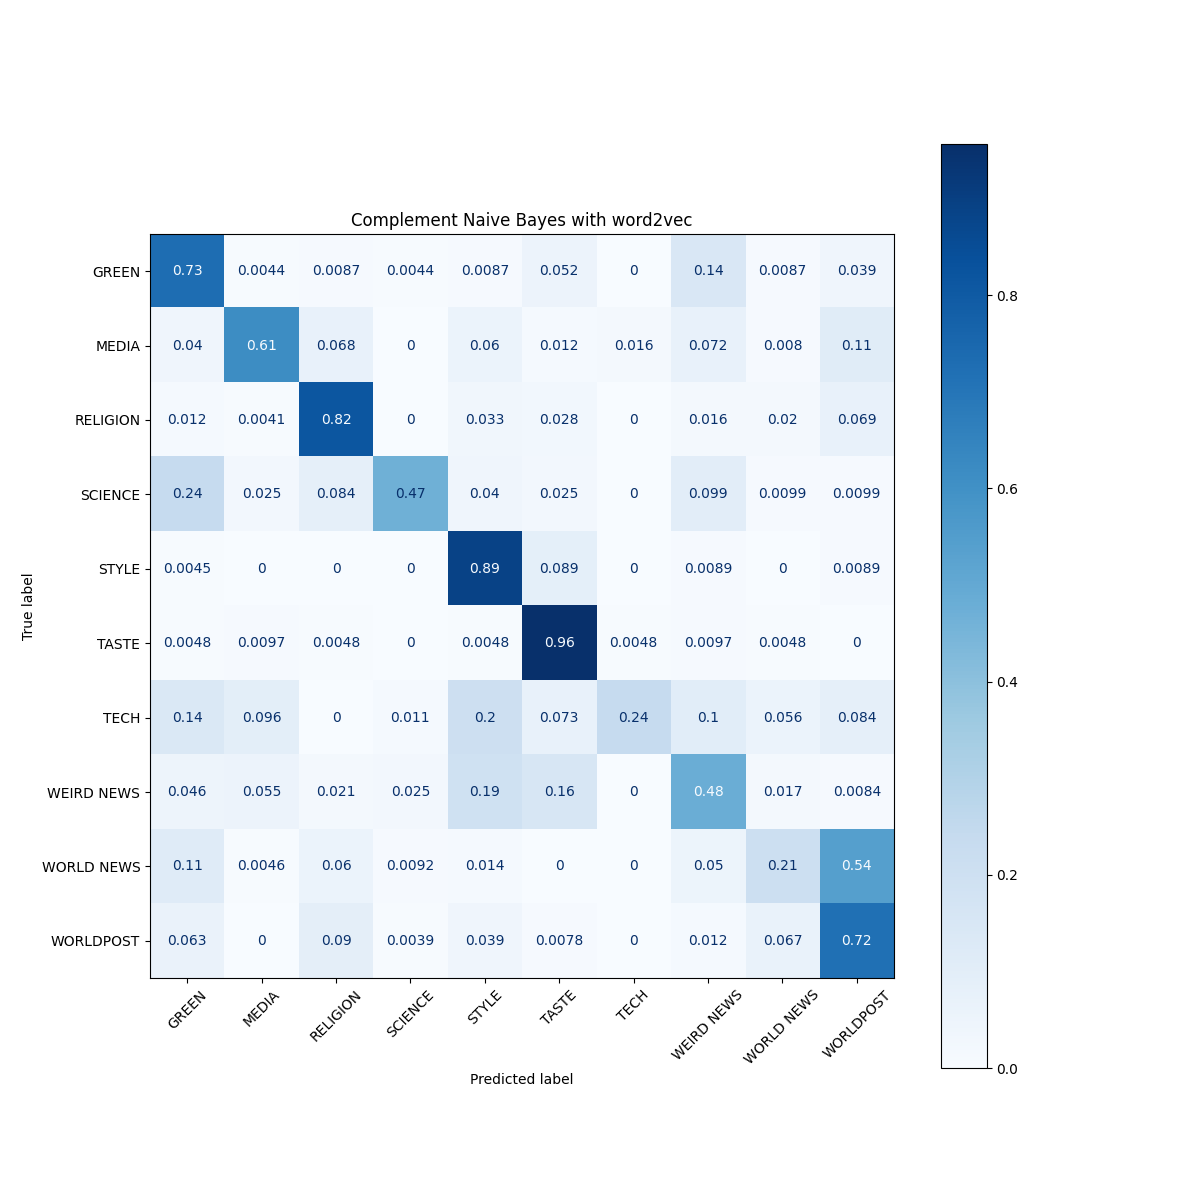 Complement Naive Bayes with word2vec
GREEN 0.73 0.0044 0.0087 0.0044 0.0087 0.052 0 0.14 0.0087 0.039
MEDIA 0.04 0.61 0.068 0 0.06 0.012 0.016 0.072 0.008 0.11
RELIGION 0.012 0.0041 0.82 0 0.033 0.028 0 0.016 0.02 0.069
SCIENCE 0.24 0.025 0.084 0.47 0.04 0.025 0 0.099 0.0099 0.0099
STYLE 0.0045 0 0 0 0.89 0.089 0 0.0089 0 0.0089
TASTE 0.0048 0.0097 0.0048 0 0.0048 0.96 0.0048 0.0097 0.0048 0
TECH 0.14 0.096 0 0.011 0.2 0.073 0.24 0.1 0.056 0.084
WEIRD NEWS 0.046 0.055 0.021 0.025 0.19 0.16 0 0.48 0.017 0.0084
WORLD NEWS 0.11 0.0046 0.06 0.0092 0.014 0 0 0.05 0.21 0.54
WORLDPOST 0.063 0 0.09 0.0039 0.039 0.0078 0 0.012 0.067 0.72
GREEN MEDIA RELIGION SCIENCE STYLE TASTE TECH WEIRD NEWS WORLD NEWS WORLDPOST
Predicted label
True label
0.8
0.6
0.4
0.2
0.0